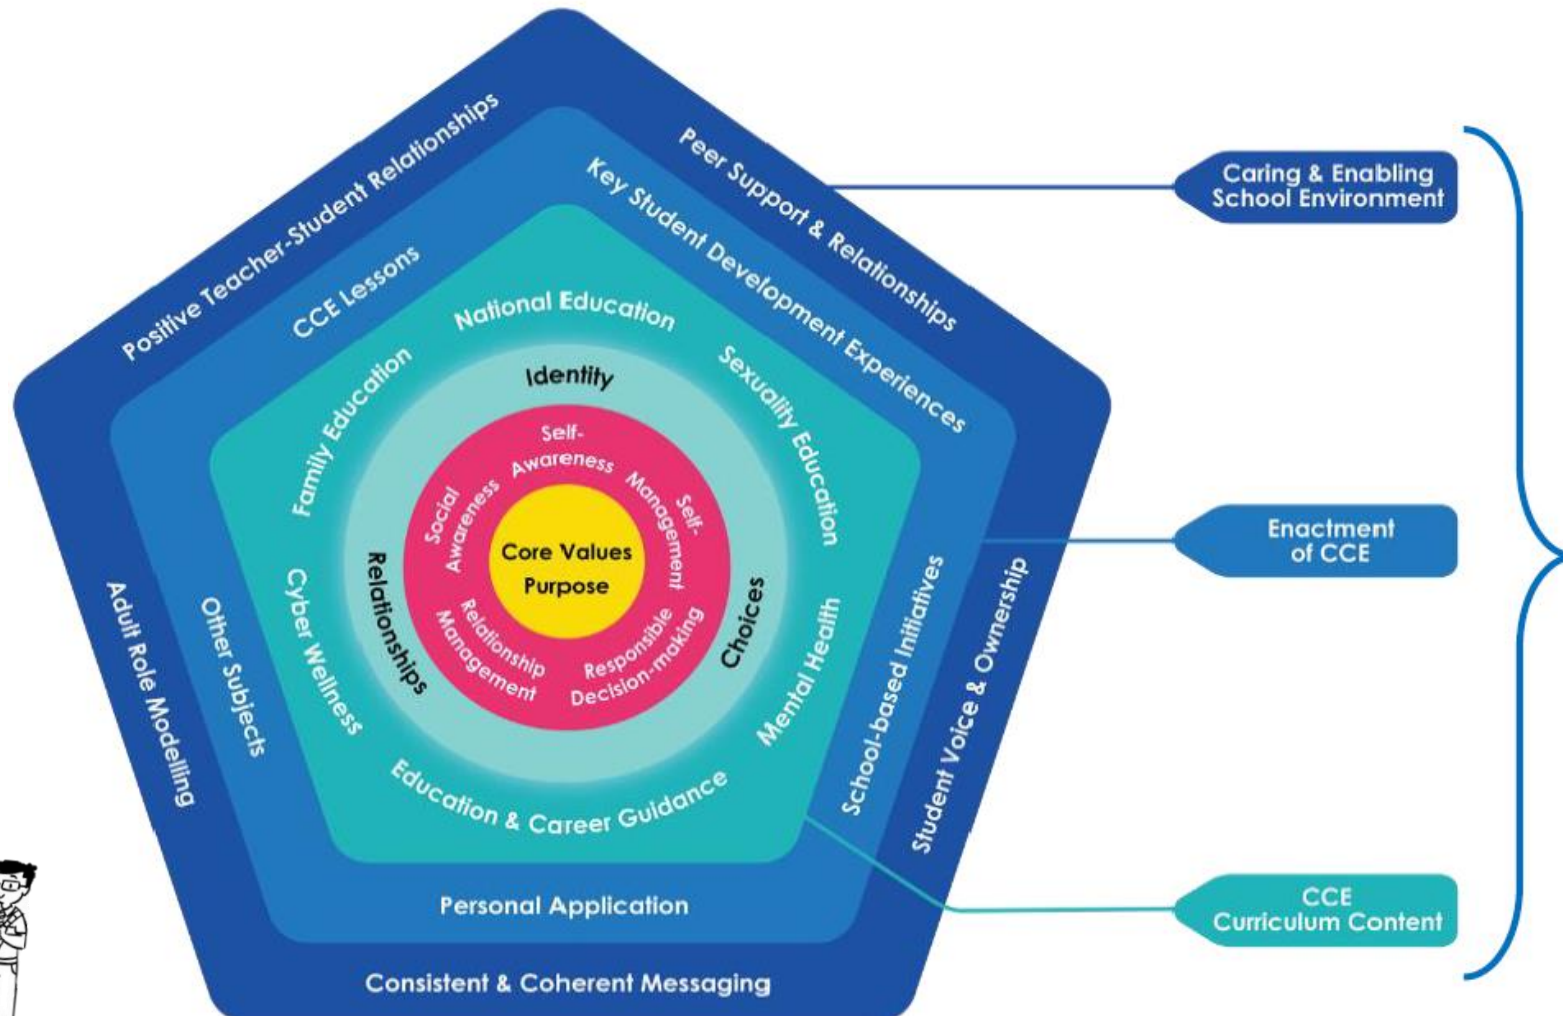 Positive Teacher-Student Relationships
Peer Support & Relationships
Student Voice & Ownership
Consistent & Coherent Messaging
Adult Role Modelling
CCE Lessons
Key Student Development Experiences
School-based Initiatives
Personal Application
Other Subjects
National Education
Sexuality Education
Mental Health
Education & Career Guidance
Cyber Wellness
Family Education
Identity
Choices
Relationships
Self-
Awareness
Self-
Management
Responsible
Decision-making
Relationship
Management
Social
Awareness
Core Values
Purpose
Caring & Enabling
School Environment
Enactment
of CCE
CCE
Curriculum Content